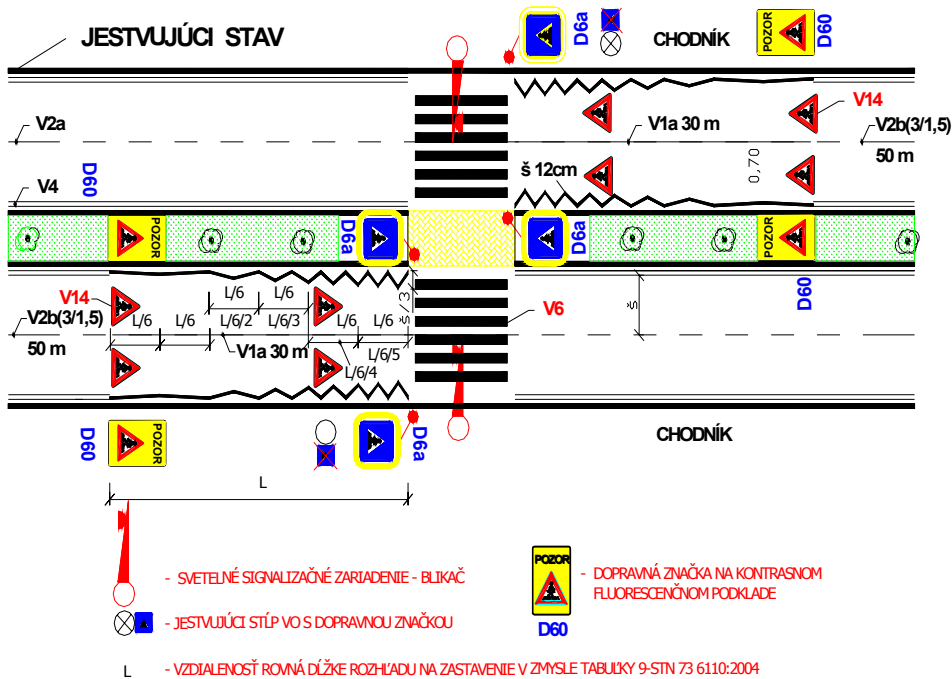 JESTVUJÚCI STAV
D6a
CHODNÍK
POZOR
D60
V2a
V1a 30 m
V14
V2b(3/1,5)
50 m
D60
0,70
š 12cm
V4
POZOR
D6a
D6a
POZOR
V14
V2b(3/1,5)
50 m
L/6
L/6
L/6
L/6
L/6/2
L/6/3
L/6
L/6
V1a 30 m
L/6/4
L/6/5
š/3
V6
š
D60
D60
POZOR
D6a
CHODNÍK
L
- SVETELNÉ SIGNALIZAČNÉ ZARIADENIE - BLIKAČ
- JESTVUJÚCI STĹP VO S DOPRAVNOU ZNAČKOU
POZOR
D60
- DOPRAVNÁ ZNAČKA NA KONTRASNOM
FLUORESCENČNOM PODKLADE
L - VZDIALENOSŤ ROVNÁ DĹŽKE ROZHĽADU NA ZASTAVENIE V ZMYSLE TABUĽKY 9-STN 73 6110:2004